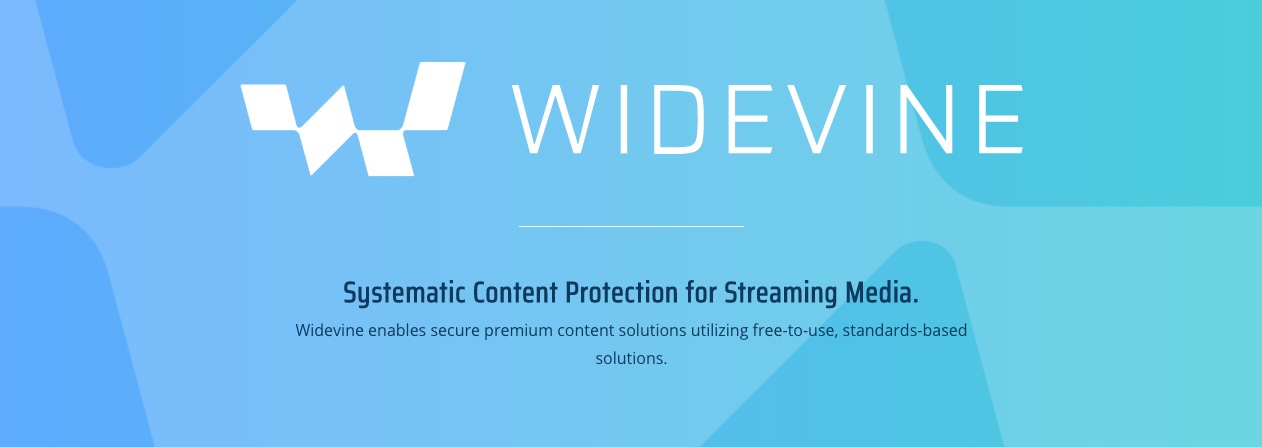 WIDEVINE
Systematic Content Protection for Streaming Media.
Widevine enables secure premium content solutions utilizing free-to-use, standards-based
solutions.